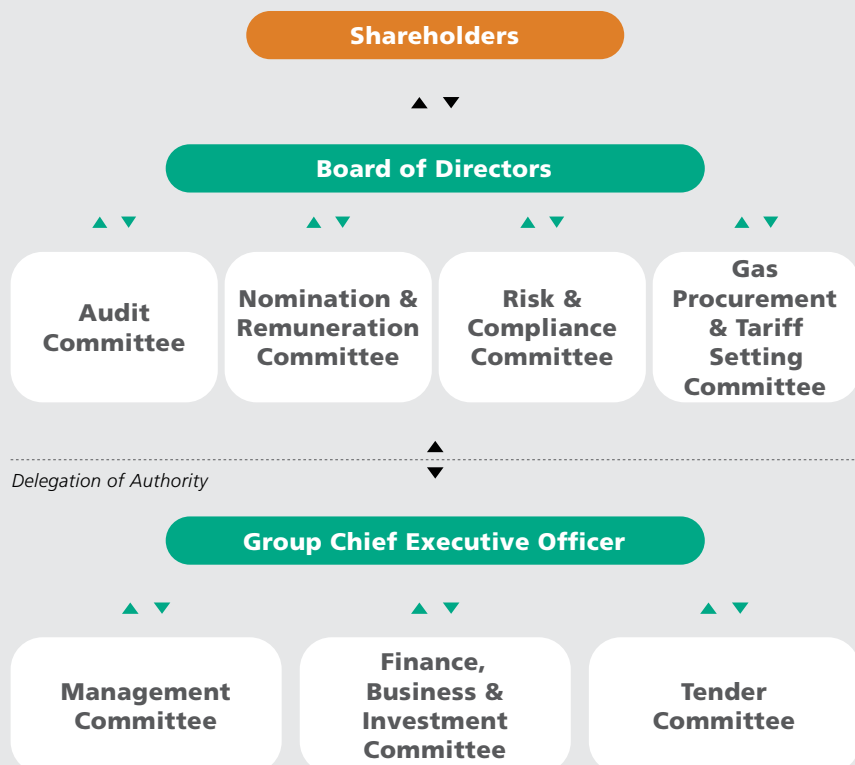 Shareholders
Board of Directors
Audit
Committee
Nomination &
Remuneration
Committee
Risk &
Compliance
Committee
Gas
Procurement
& Tariff
Setting
Committee
Delegation of Authority
Group Chief Executive Officer
Management
Committee
Finance,
Business &
Investment
Committee
Tender
Committee